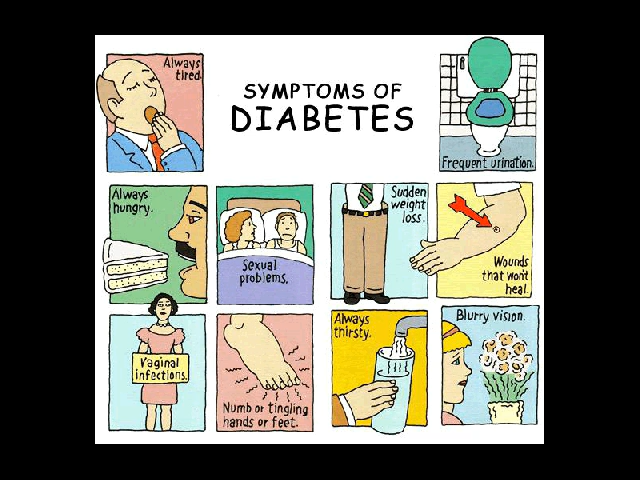 SYMPTOMS OF
DIABETES
Always
tired.
Frequent urination.
Always
hungry.
Sexual
problems.
Sudden
weight
loss.
Wounds
that won't
heal.
Vaginal
infections.
Numb or tingling
hands or feet.
Always
thirsty.
Blurry vision.